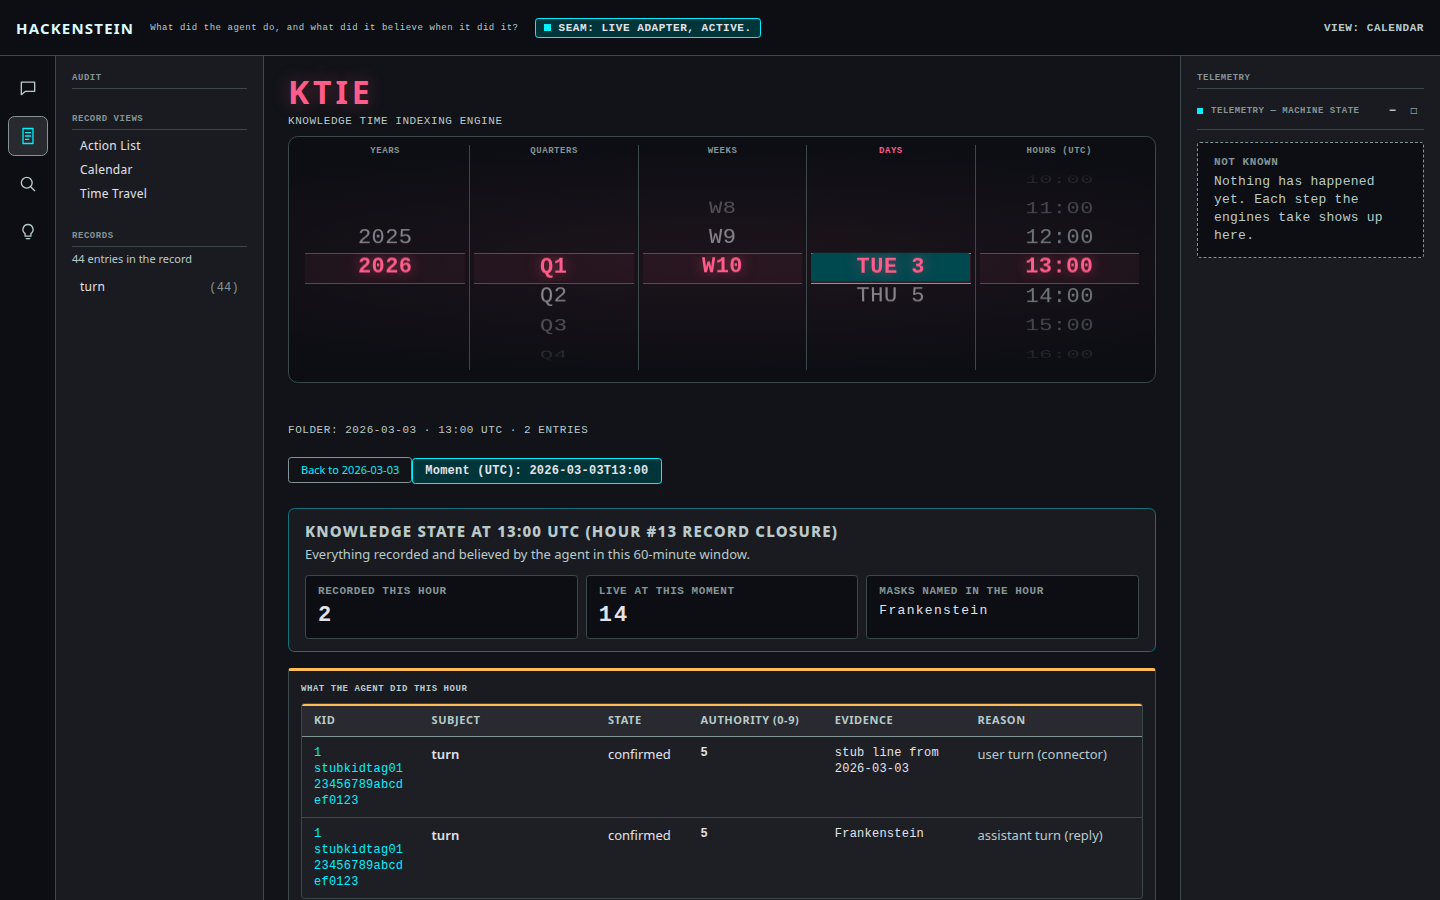 HACKENSTEIN
What did the agent do, and what did it believe when it did it?
SEAM: LIVE ADAPTER, ACTIVE.
VIEW: CALENDAR
AUDIT
RECORD VIEWS
Action List
Calendar
Time Travel
RECORDS
44 entries in the record
turn (44)
KTIE
KNOWLEDGE TIME INDEXING ENGINE
YEARS QUARTERS WEEKS DAYS HOURS (UTC)
10:00
W8 11:00
2025 W9 12:00
2026 Q1 W10 TUE 3 13:00
Q2 THU 5 14:00
Q3 15:00
Q4 16:00
FOLDER: 2026-03-03 · 13:00 UTC · 2 ENTRIES
Back to 2026-03-03
Moment (UTC): 2026-03-03T13:00
KNOWLEDGE STATE AT 13:00 UTC (HOUR #13 RECORD CLOSURE)
Everything recorded and believed by the agent in this 60-minute window.
RECORDED THIS HOUR
2
LIVE AT THIS MOMENT
14
MASKS NAMED IN THE HOUR
Frankenstein
WHAT THE AGENT DID THIS HOUR
KID SUBJECT STATE AUTHORITY (0-9) EVIDENCE REASON
1
stubkidtag01
23456789abcd
ef0123
turn
confirmed
5
stub line from
2026-03-03
user turn (connector)
1
stubkidtag01
23456789abcd
ef0123
turn
confirmed
5
Frankenstein
assistant turn (reply)
TELEMETRY
TELEMETRY — MACHINE STATE
NOT KNOWN
Nothing has happened
yet. Each step the
engines take shows up
here.